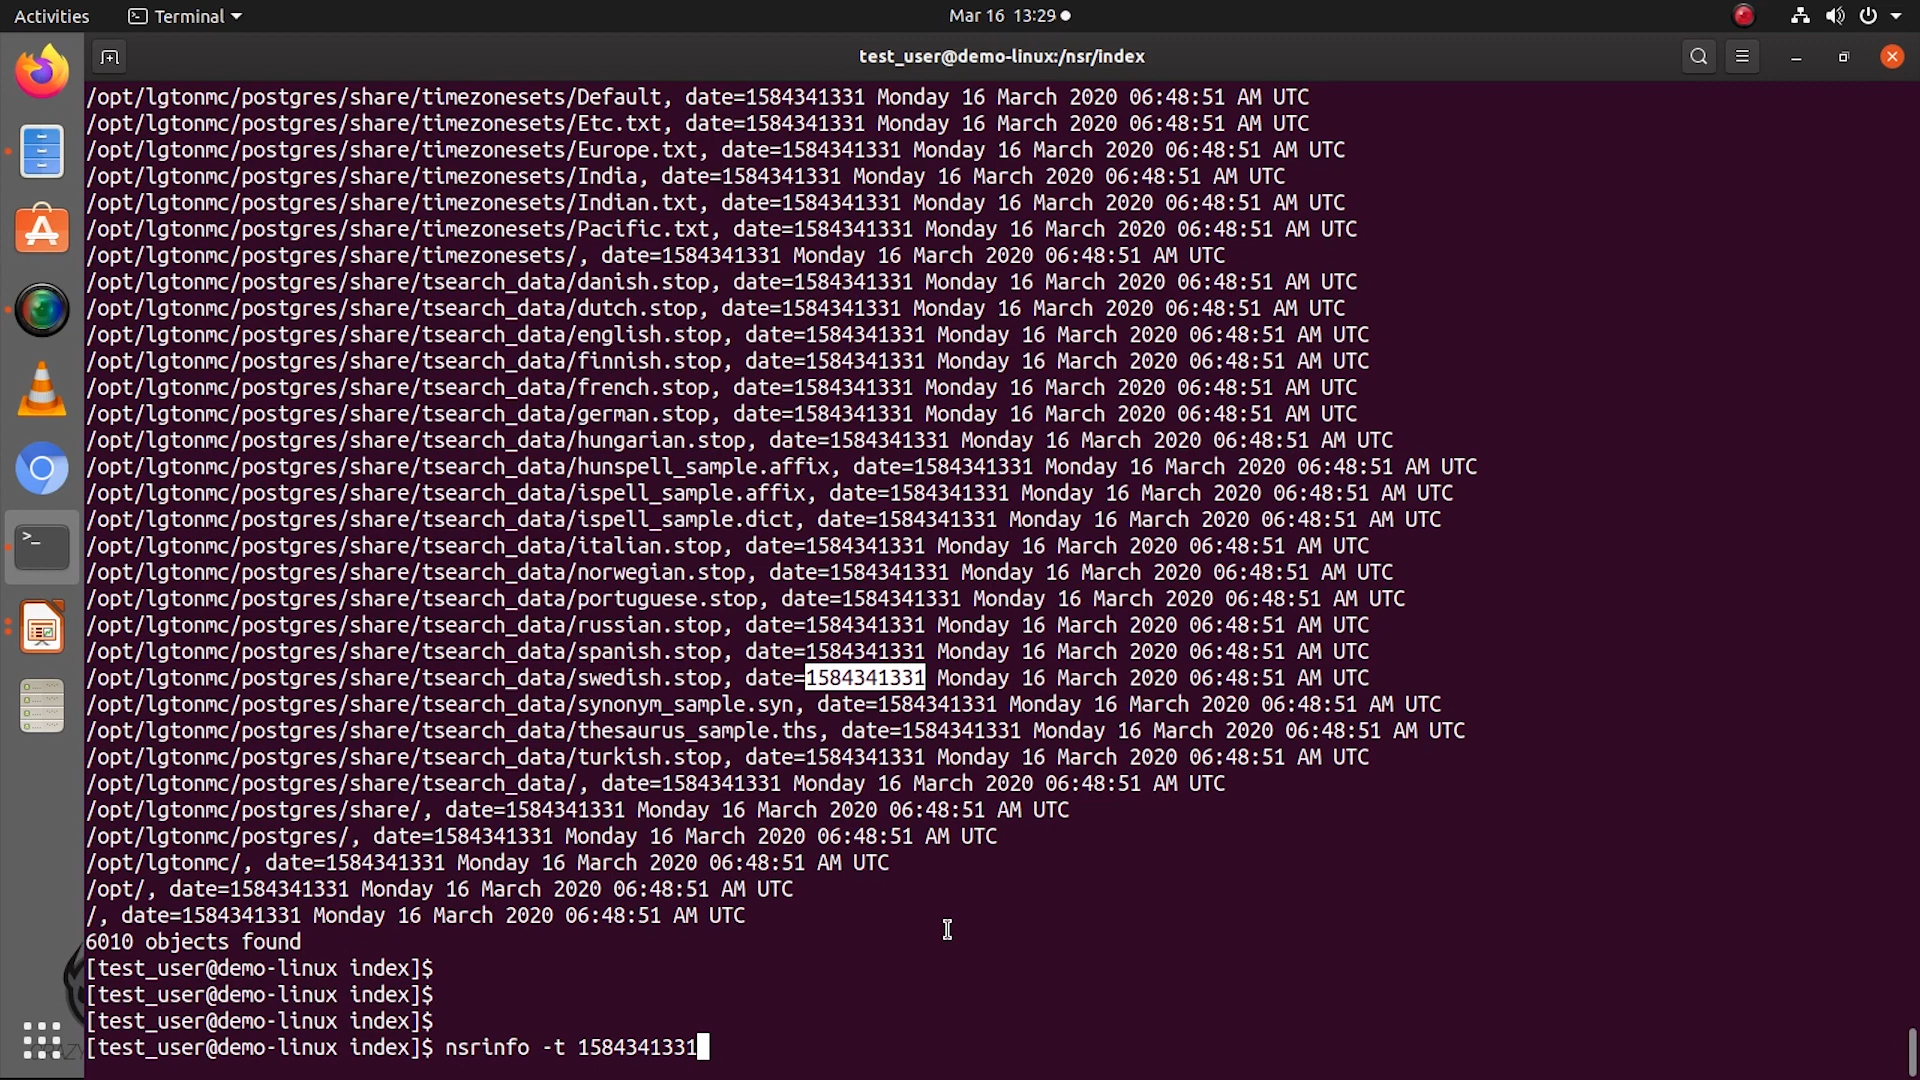 Activities
Terminal
Mar 16 13:29
test_user@demo-linux:/nsr/index
/opt/lgtonmc/postgres/share/timezonesets/Default, date=1584341331 Monday 16 March 2020 06:48:51 AM UTC
/opt/lgtonmc/postgres/share/timezonesets/Etc.txt, date=1584341331 Monday 16 March 2020 06:48:51 AM UTC
/opt/lgtonmc/postgres/share/timezonesets/Europe.txt, date=1584341331 Monday 16 March 2020 06:48:51 AM UTC
/opt/lgtonmc/postgres/share/timezonesets/India, date=1584341331 Monday 16 March 2020 06:48:51 AM UTC
/opt/lgtonmc/postgres/share/timezonesets/Indian.txt, date=1584341331 Monday 16 March 2020 06:48:51 AM UTC
/opt/lgtonmc/postgres/share/timezonesets/Pacific.txt, date=1584341331 Monday 16 March 2020 06:48:51 AM UTC
/opt/lgtonmc/postgres/share/timezonesets/, date=1584341331 Monday 16 March 2020 06:48:51 AM UTC
/opt/lgtonmc/postgres/share/tsearch_data/danish.stop, date=1584341331 Monday 16 March 2020 06:48:51 AM UTC
/opt/lgtonmc/postgres/share/tsearch_data/dutch.stop, date=1584341331 Monday 16 March 2020 06:48:51 AM UTC
/opt/lgtonmc/postgres/share/tsearch_data/english.stop, date=1584341331 Monday 16 March 2020 06:48:51 AM UTC
/opt/lgtonmc/postgres/share/tsearch_data/finnish.stop, date=1584341331 Monday 16 March 2020 06:48:51 AM UTC
/opt/lgtonmc/postgres/share/tsearch_data/french.stop, date=1584341331 Monday 16 March 2020 06:48:51 AM UTC
/opt/lgtonmc/postgres/share/tsearch_data/german.stop, date=1584341331 Monday 16 March 2020 06:48:51 AM UTC
/opt/lgtonmc/postgres/share/tsearch_data/hungarian.stop, date=1584341331 Monday 16 March 2020 06:48:51 AM UTC
/opt/lgtonmc/postgres/share/tsearch_data/hunspell_sample.affix, date=1584341331 Monday 16 March 2020 06:48:51 AM UTC
/opt/lgtonmc/postgres/share/tsearch_data/ispell_sample.affix, date=1584341331 Monday 16 March 2020 06:48:51 AM UTC
/opt/lgtonmc/postgres/share/tsearch_data/ispell_sample.dict, date=1584341331 Monday 16 March 2020 06:48:51 AM UTC
/opt/lgtonmc/postgres/share/tsearch_data/italian.stop, date=1584341331 Monday 16 March 2020 06:48:51 AM UTC
/opt/lgtonmc/postgres/share/tsearch_data/norwegian.stop, date=1584341331 Monday 16 March 2020 06:48:51 AM UTC
/opt/lgtonmc/postgres/share/tsearch_data/portuguese.stop, date=1584341331 Monday 16 March 2020 06:48:51 AM UTC
/opt/lgtonmc/postgres/share/tsearch_data/russian.stop, date=1584341331 Monday 16 March 2020 06:48:51 AM UTC
/opt/lgtonmc/postgres/share/tsearch_data/spanish.stop, date=1584341331 Monday 16 March 2020 06:48:51 AM UTC
/opt/lgtonmc/postgres/share/tsearch_data/swedish.stop, date=1584341331 Monday 16 March 2020 06:48:51 AM UTC
/opt/lgtonmc/postgres/share/tsearch_data/synonym_sample.syn, date=1584341331 Monday 16 March 2020 06:48:51 AM UTC
/opt/lgtonmc/postgres/share/tsearch_data/thesaurus_sample.ths, date=1584341331 Monday 16 March 2020 06:48:51 AM UTC
/opt/lgtonmc/postgres/share/tsearch_data/turkish.stop, date=1584341331 Monday 16 March 2020 06:48:51 AM UTC
/opt/lgtonmc/postgres/share/tsearch_data/, date=1584341331 Monday 16 March 2020 06:48:51 AM UTC
/opt/lgtonmc/postgres/share/, date=1584341331 Monday 16 March 2020 06:48:51 AM UTC
/opt/lgtonmc/postgres/, date=1584341331 Monday 16 March 2020 06:48:51 AM UTC
/opt/lgtonmc/, date=1584341331 Monday 16 March 2020 06:48:51 AM UTC
/opt/, date=1584341331 Monday 16 March 2020 06:48:51 AM UTC
/, date=1584341331 Monday 16 March 2020 06:48:51 AM UTC
6010 objects found
[test_user@demo-linux index]$
[test_user@demo-linux index]$
[test_user@demo-linux index]$
[test_user@demo-linux index]$ nsrinfo -t 1584341331